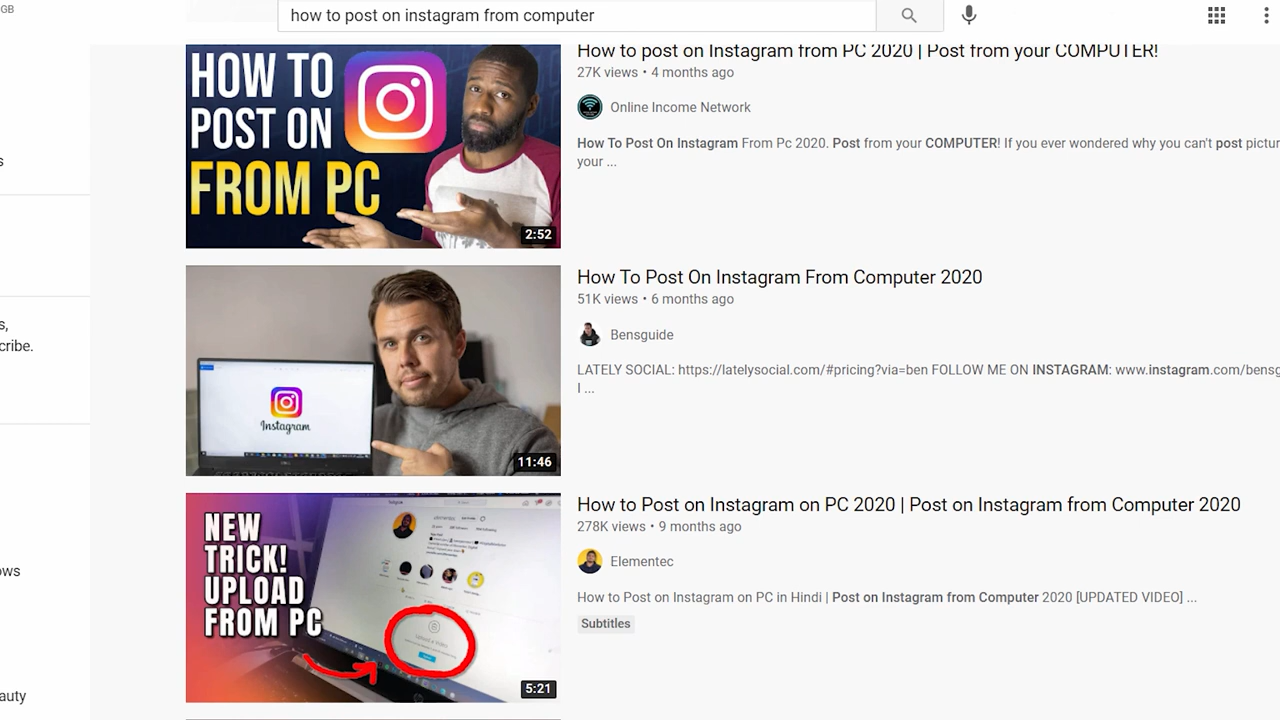 GB
how to post on instagram from computer
How to post on Instagram from PC 2020 | Post from your COMPUTER!
27K views • 4 months ago
Online Income Network
How To Post On Instagram From Pc 2020. Post from your COMPUTER! If you ever wondered why you can't post pictur
your ...
HOW TO
POST ON
FROM PC
2:52
s
How To Post On Instagram From Computer 2020
51K views • 6 months ago
Bensguide
LATELY SOCIAL: https://latelysocial.com/#pricing?via=ben FOLLOW ME ON INSTAGRAM: www.instagram.com/bensg
I ...
Instagram
DELL
11:46
s,
cribe.
How to Post on Instagram on PC 2020 | Post on Instagram from Computer 2020
278K views • 9 months ago
Elementec
How to Post on Instagram on PC in Hindi | Post on Instagram from Computer 2020 [UPDATED VIDEO] ...
Subtitles
NEW
TRICK!
UPLOAD
FROM PC
Upload a Video
5:21
ows
auty